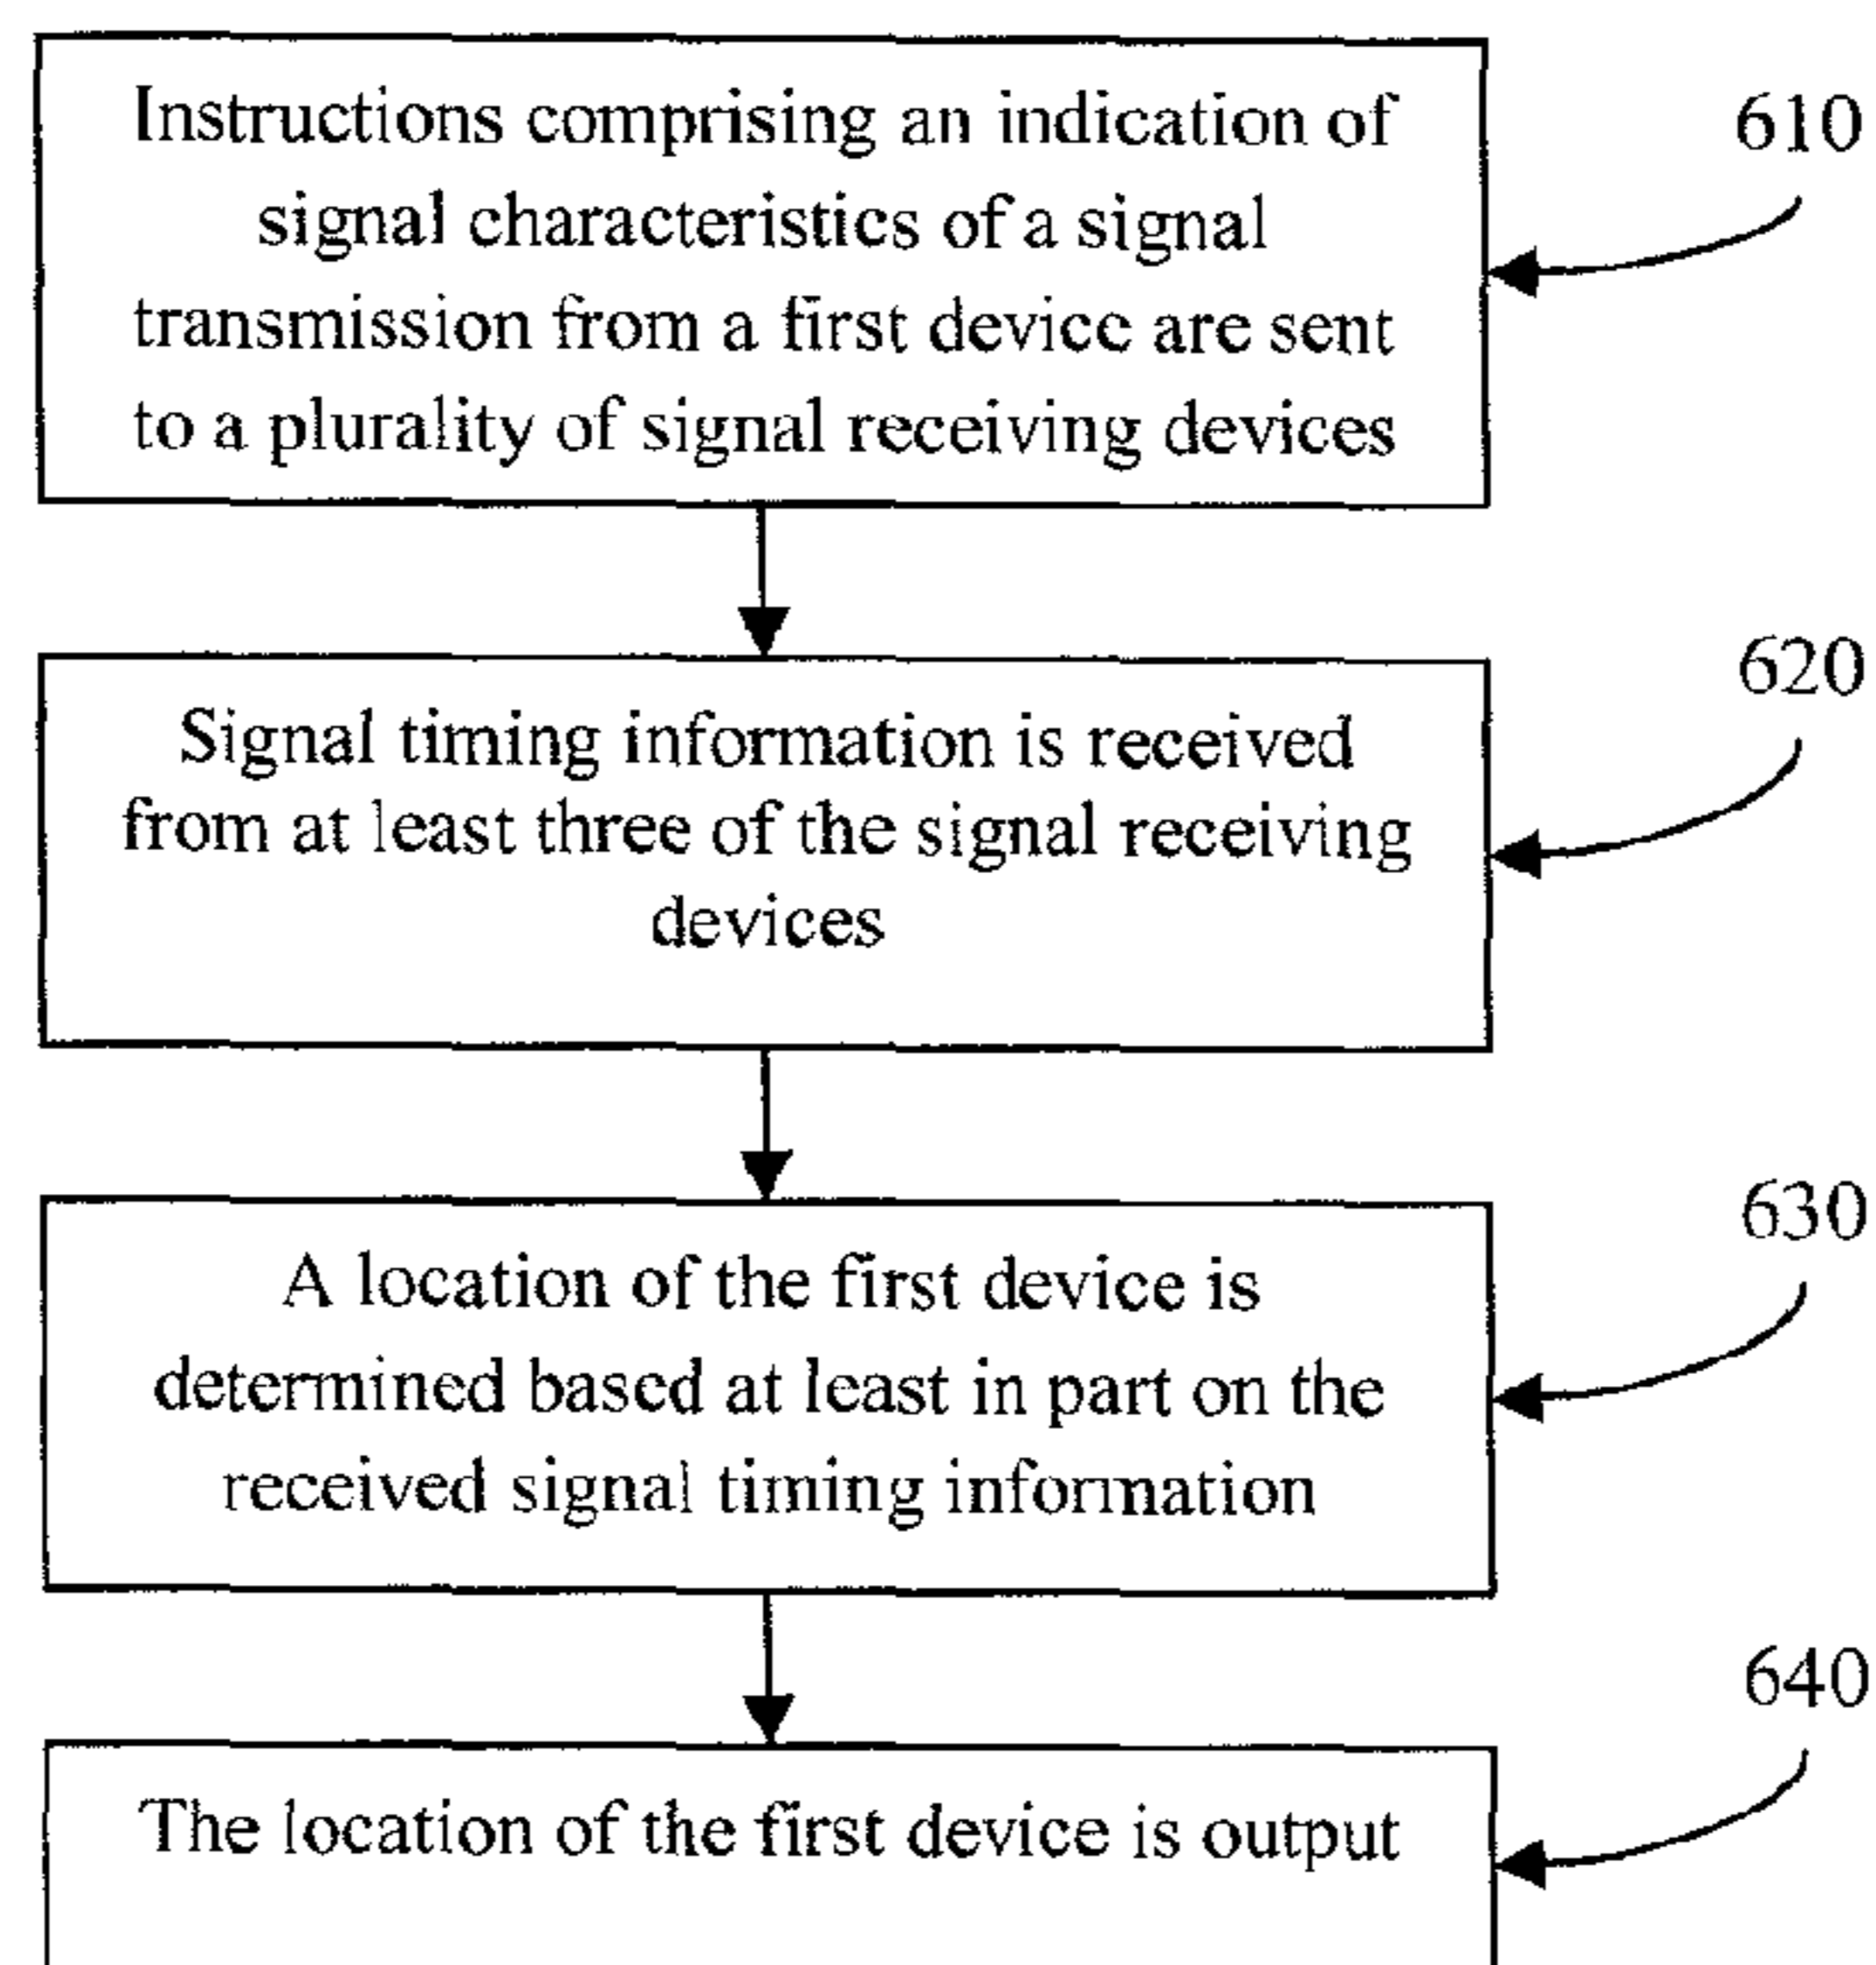 Instructions comprising an indication of
610
signal characteristics of a signal
transmission from a first device are sent
to a plurality of signal receiving devices
620
Signal timing information is received
from at least three of the signal receiving
devices
630
A location of the first device is
determined based at least in part on the
received signal timing information
640
The location of the first device is output